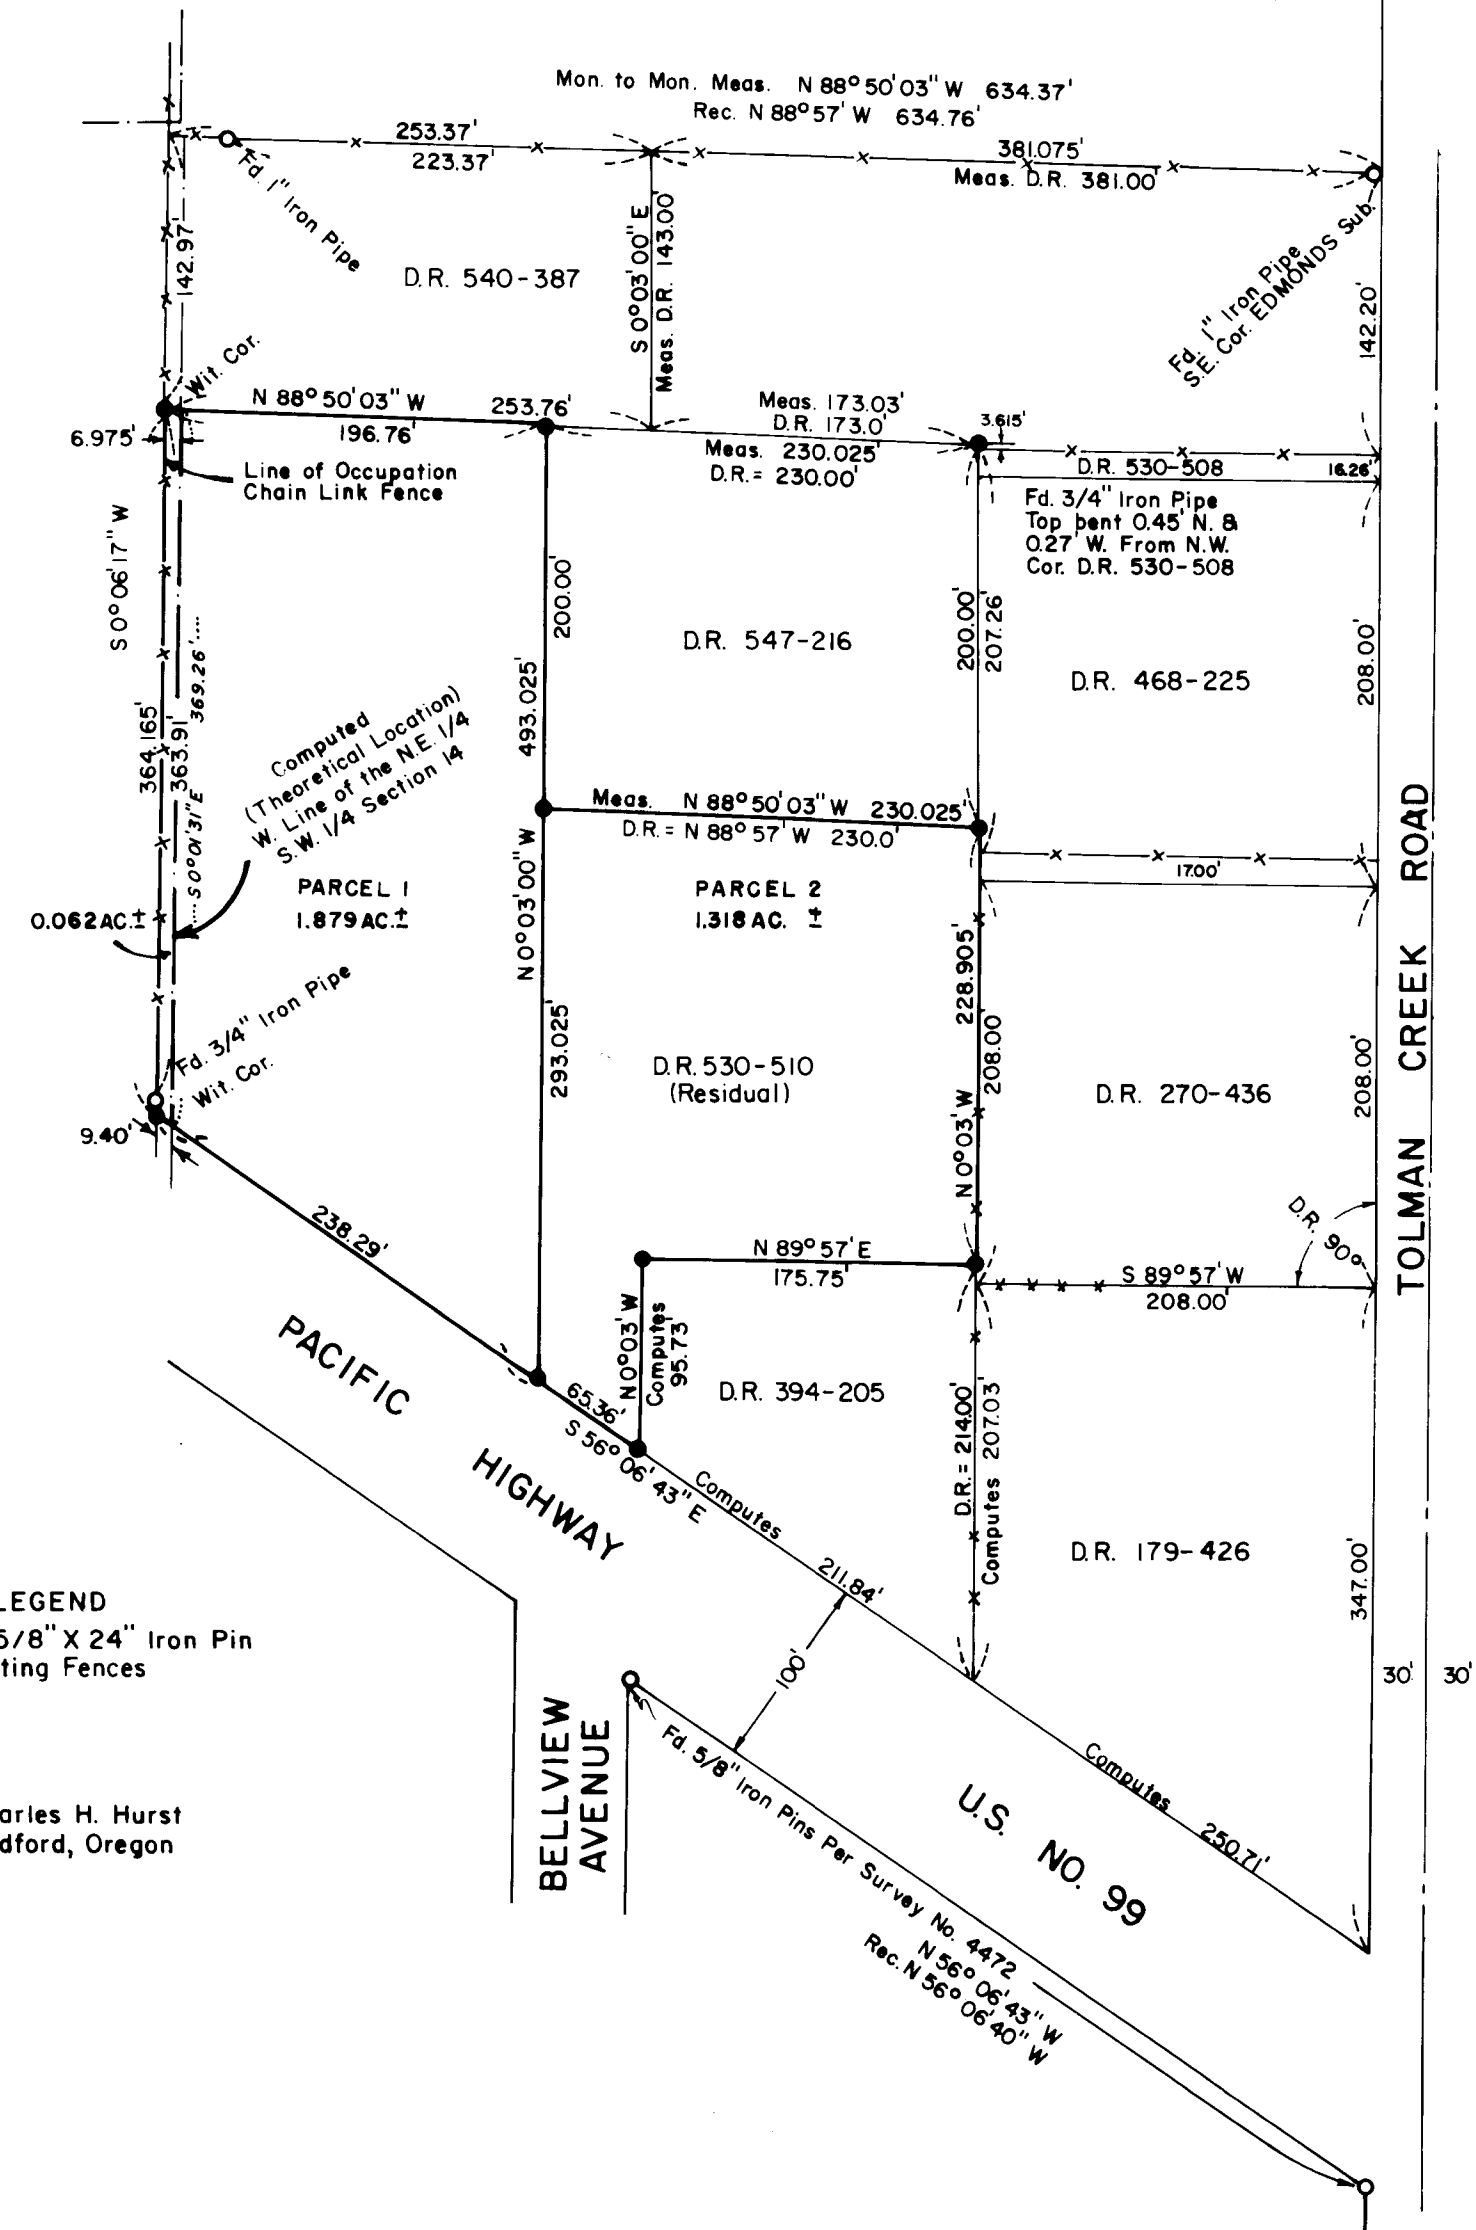 Mon. to Mon. Meas. N 88° 50' 03" W 634.37'
Rec. N 88° 57' W 634.76'
253.37'
223.37'
381.075'
Meas. D.R. 381.00'
Fd. 1" Iron Pipe
142.97'
D.R. 540-387
S 0° 03' 00" E
Meas. D.R. 143.00'
Fd. 1" Iron Pipe
S.E. Cor. EDMONDS Sub.
142.20'
Wit. Cor.
N 88° 50' 03" W
253.76'
196.76'
6.975'
Line of Occupation
Chain Link Fence
Meas. 173.03'
D.R. 173.0'
Meas. 230.025'
D.R. = 230.00'
3.615'
D.R. 530-508
16.26'
Fd. 3/4" Iron Pipe
Top bent 0.45' N. &
0.27' W. From N.W.
Cor. D.R. 530-508
S 0° 06' 17" W
364.165'
363.91'
S 0° 01' 31" E
369.26'
200.00'
493.025'
D.R. 547-216
200.00'
207.26'
D.R. 468-225
208.00'
Computed
(Theoretical Location)
W. Line of the N.E. 1/4
S.W. 1/4 Section 14
Meas. N 88° 50' 03" W 230.025'
D.R. = N 88° 57' W 230.0'
17.00'
PARCEL 1
1.879 AC. ±
PARCEL 2
1.318 AC. ±
0.062 AC. ±
N 0° 03' 00" W
293.025'
228.905'
208.00'
N 0° 03' W
Fd. 3/4" Iron Pipe
Wit. Cor.
9.40'
D.R. 530-510
(Residual)
D.R. 270-436
208.00'
TOLMAN CREEK ROAD
238.29'
N 89° 57' E
175.75'
D.R. 90°
S 89° 57' W
208.00'
N 0° 03' W
Computes
95.73'
D.R. 394-205
D.R. = 214.00'
Computes 207.03'
65.36'
S 56° 06' 43" E
PACIFIC HIGHWAY
Computes
211.84'
D.R. 179-426
347.00'
30' 30'
100'
LEGEND
5/8" X 24" Iron Pin
ting Fences
BELLVIEW
AVENUE
Fd. 5/8" Iron Pins Per Survey No. 4472
N 56° 06' 43" W
Rec. N 56° 06' 40" W
Computes
250.71'
U.S. NO. 99
arles H. Hurst
dford, Oregon